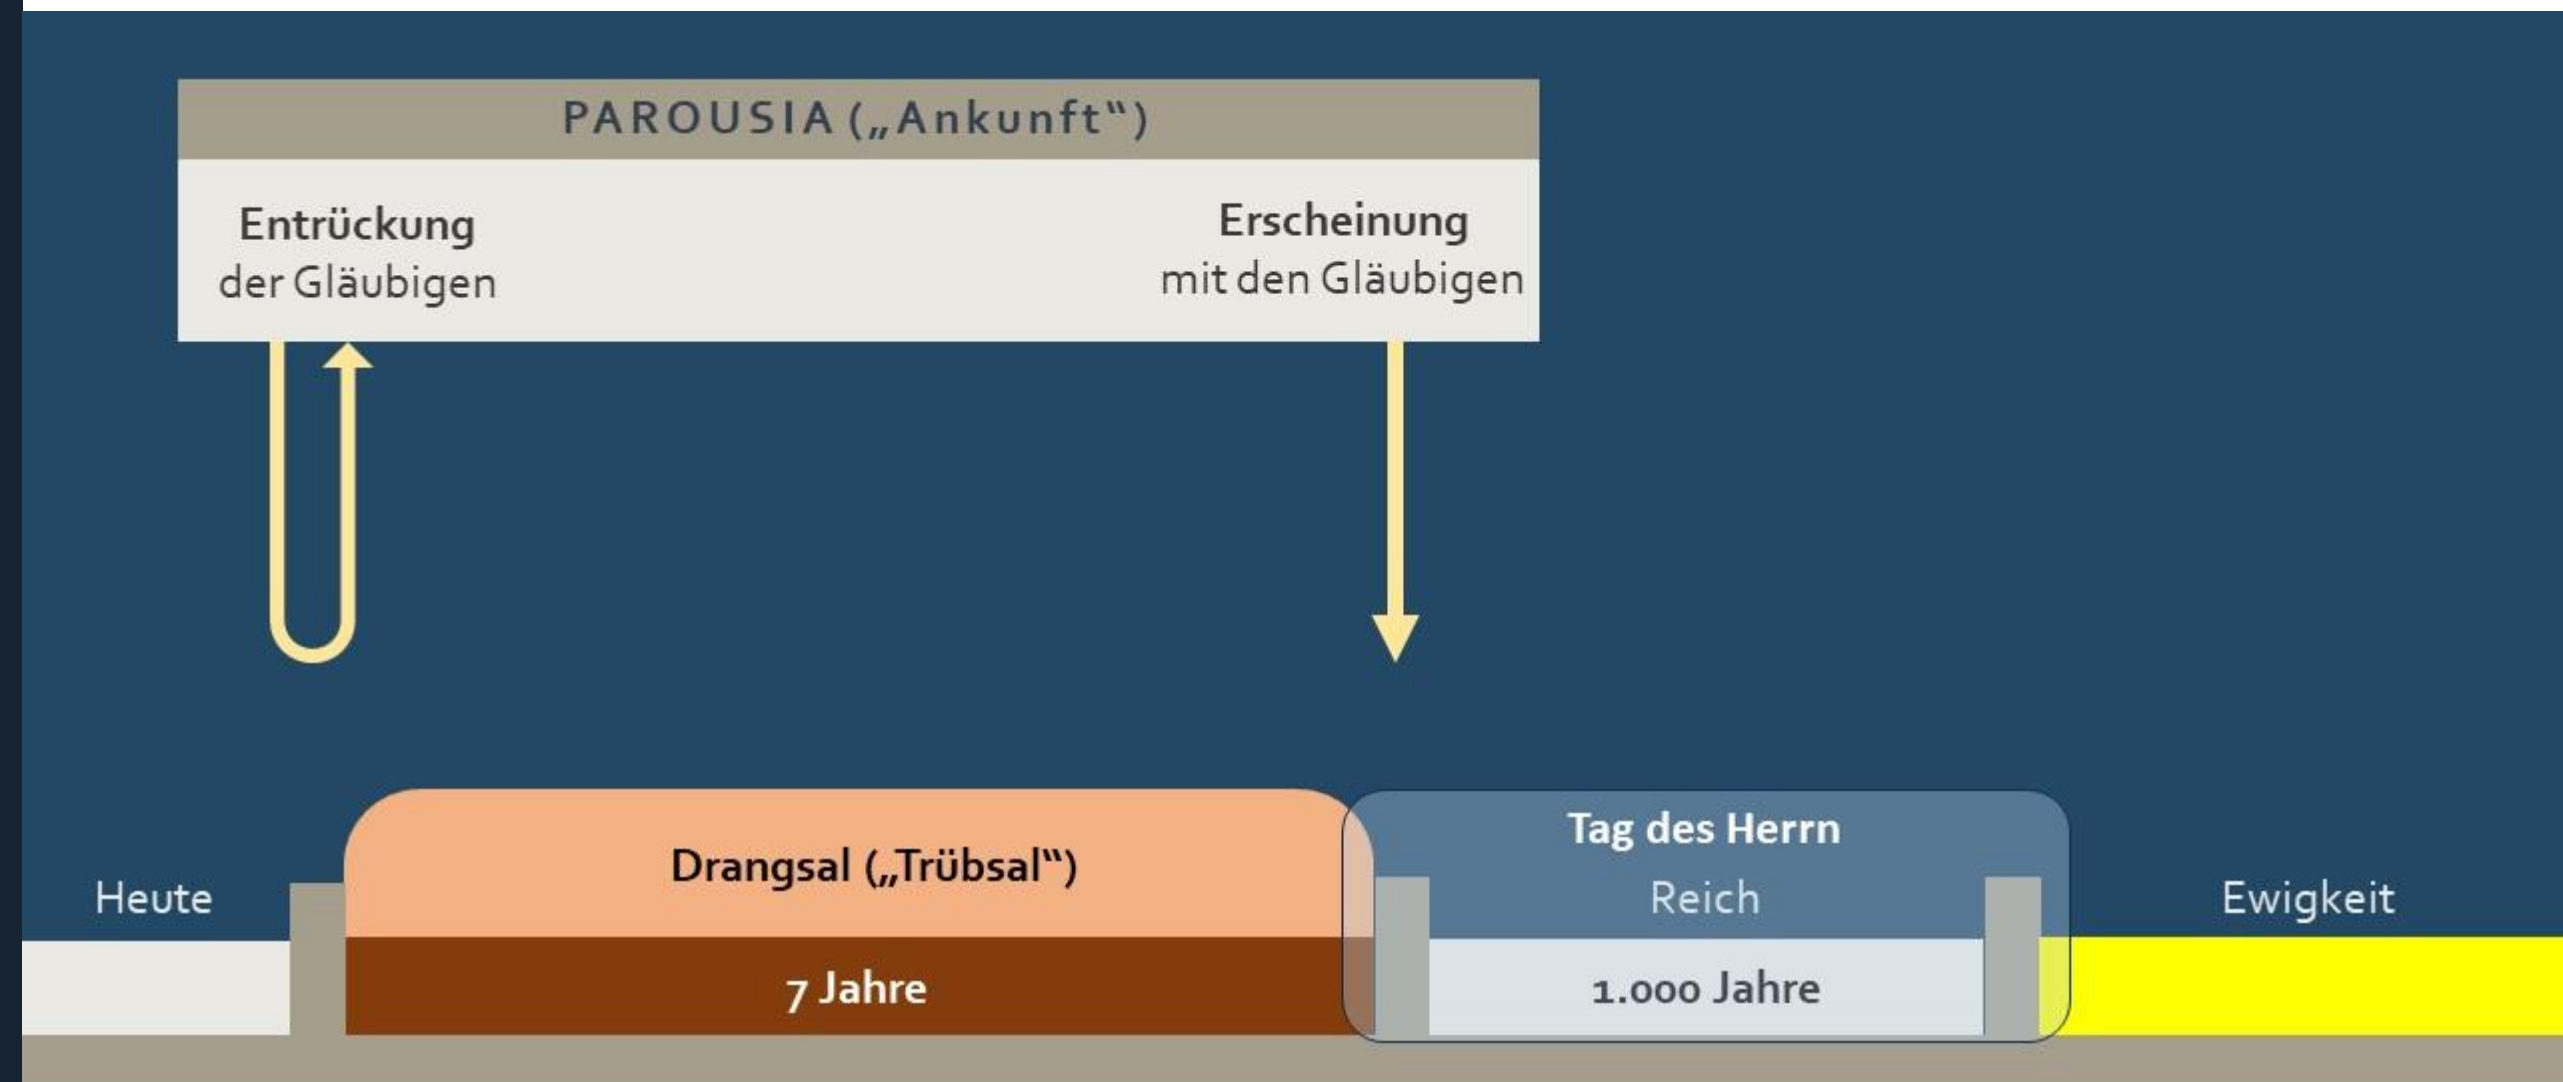 PAROUSIA („Ankunft“)
Entrückung
der Gläubigen
Erscheinung
mit den Gläubigen
Heute
Drangsal („Trübsal“)
7 Jahre
Tag des Herrn
Reich
1.000 Jahre
Ewigkeit